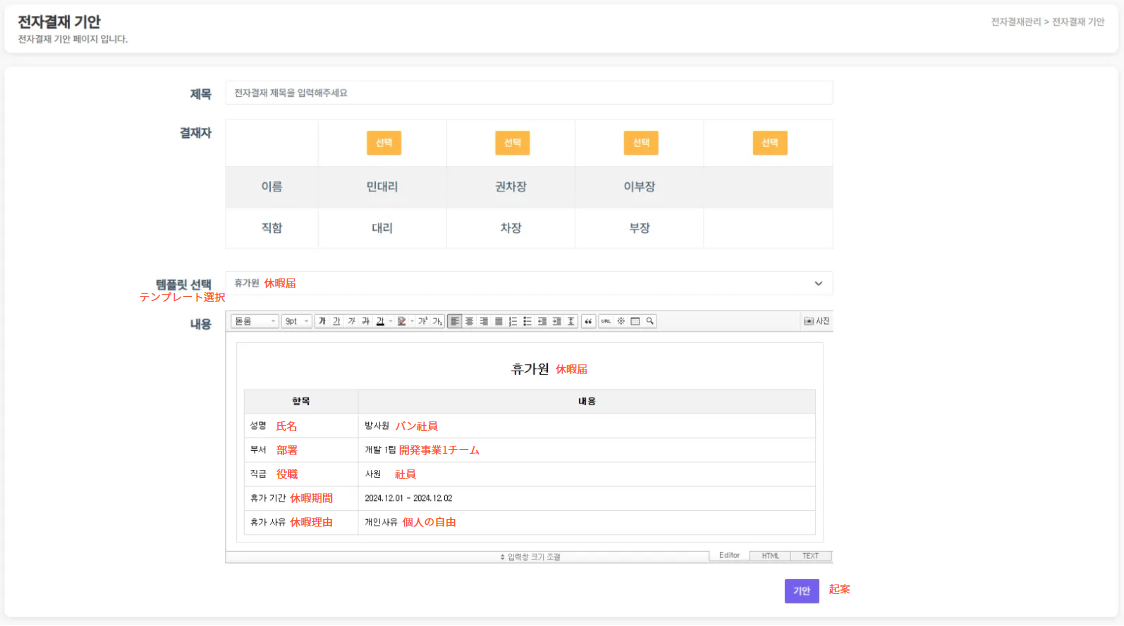 전자결재 기안
전자결재 기안 페이지 입니다.
전자결재관리 > 전자결재 기안
제목 전자결재 제목을 입력해주세요
결재자 선택 선택 선택 선택
이름 민대리 권차장 이부장
직함 대리 차장 부장
템플릿 선택 휴가원 休暇届
テンプレート選択
내용 돋움 9pt 가 가 가 가 가 가 가 URL 사진
휴가원 休暇届
항목 내용
성명 氏名 방사원 バン社員
부서 部署 개발 1팀 開発事業1チーム
직급 役職 사원 社員
휴가 기간 休暇期間 2024.12.01 - 2024.12.02
휴가 사유 休暇理由 개인사유 個人の自由
입력창 크기 조절 Editor HTML TEXT
기안 起案